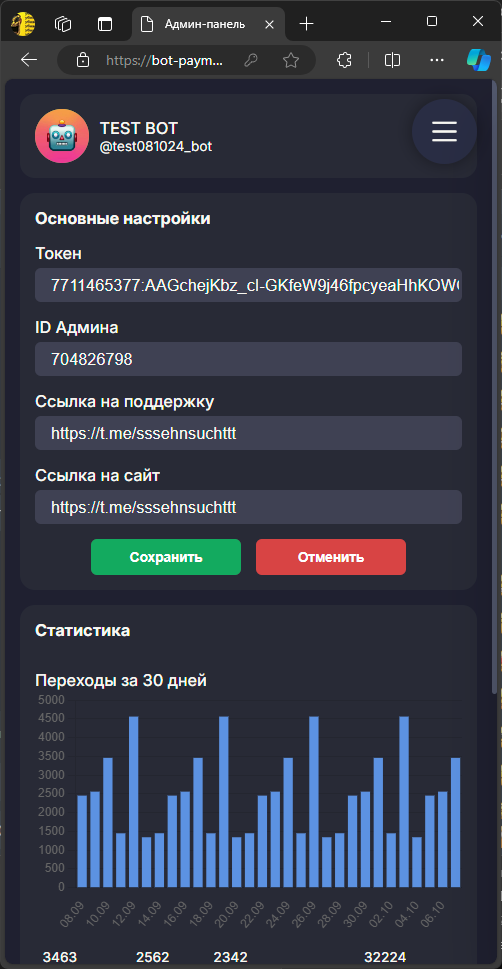 Админ-панель
https://bot-paym...
TEST BOT
@test081024_bot
Основные настройки
Токен
7711465377:AAGchejKbz_cl-GKfeW9j46fpcyeaHhKOW
ID Админа
704826798
Ссылка на поддержку
https://t.me/sssehnsuchttt
Ссылка на сайт
https://t.me/sssehnsuchttt
Сохранить Отменить
Статистика
Переходы за 30 дней
5000
4500
4000
3500
3000
2500
2000
1500
1000
500
0
08.09 10.09 12.09 14.09 16.09 18.09 20.09 22.09 24.09 26.09 28.09 30.09 02.10 04.10 06.10
3463 2562 2342 32224